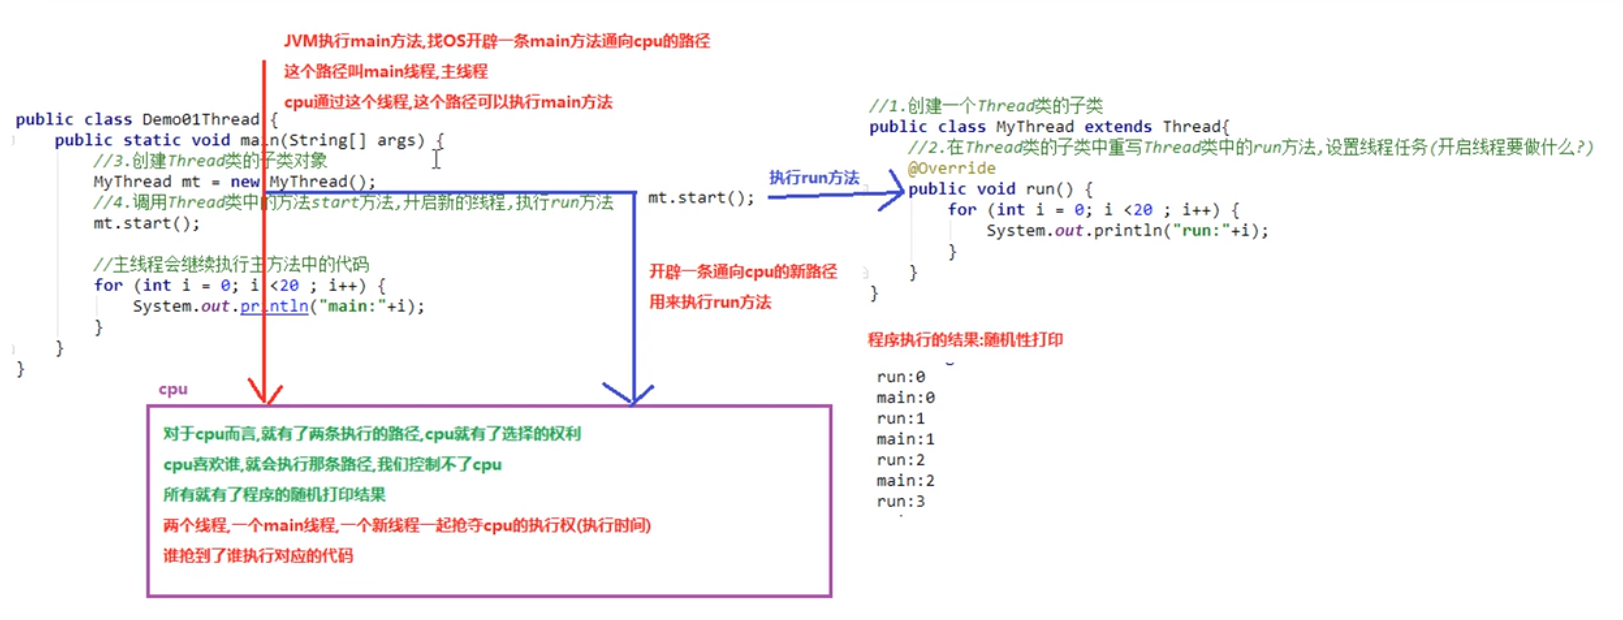 JVM执行main方法,找OS开辟一条main方法通向cpu的路径
这个路径叫main线程,主线程
cpu通过这个线程,这个路径可以执行main方法
public class Demo01Thread {
public static void main(String[] args) {
//3.创建Thread类的子类对象
MyThread mt = new MyThread();
//4.调用Thread类中的方法start方法,开启新的线程,执行run方法
mt.start();
//主线程会继续执行主方法中的代码
for (int i = 0; i <20 ; i++) {
System.out.println("main:"+i);
}
}
}
mt.start();
执行run方法
开辟一条通向cpu的新路径
用来执行run方法
//1.创建一个Thread类的子类
public class MyThread extends Thread{
//2.在Thread类的子类中重写Thread类中的run方法,设置线程任务(开启线程要做什么?)
@Override
public void run() {
for (int i = 0; i <20 ; i++) {
System.out.println("run:"+i);
}
}
}
程序执行的结果:随机性打印
run:0
main:0
run:1
main:1
run:2
main:2
run:3
cpu
对于cpu而言,就有了两条执行的路径,cpu就有了选择的权利
cpu喜欢谁,就会执行那条路径,我们控制不了cpu
所有就有了程序的随机打印结果
两个线程,一个main线程,一个新线程一起抢夺cpu的执行权(执行时间)
谁抢到了谁执行对应的代码